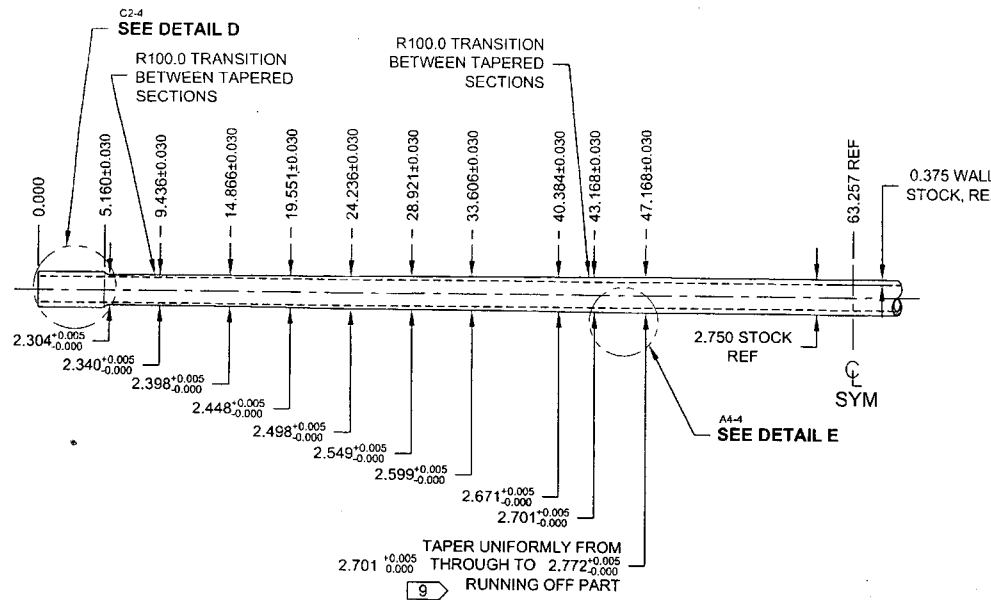 C2-4
SEE DETAIL D
R100.0 TRANSITION
BETWEEN TAPERED
SECTIONS
R100.0 TRANSITION
BETWEEN TAPERED
SECTIONS
0.000
5.160±0.030
9.436±0.030
14.866±0.030
19.551±0.030
24.236±0.030
28.921±0.030
33.606±0.030
40.384±0.030
43.168±0.030
47.168±0.030
63.257 REF
0.375 WALL
STOCK, RE
2.304 +0.005 -0.000
2.340 +0.005 -0.000
2.398 +0.005 -0.000
2.448 +0.005 -0.000
2.498 +0.005 -0.000
2.549 +0.005 -0.000
2.599 +0.005 -0.000
2.671 +0.005 -0.000
2.701 +0.005 -0.000
2.750 STOCK
REF
℄
SYM
A4-4
SEE DETAIL E
TAPER UNIFORMLY FROM
2.701 +0.005 0.000 THROUGH TO 2.772 +0.005 -0.000
9 RUNNING OFF PART